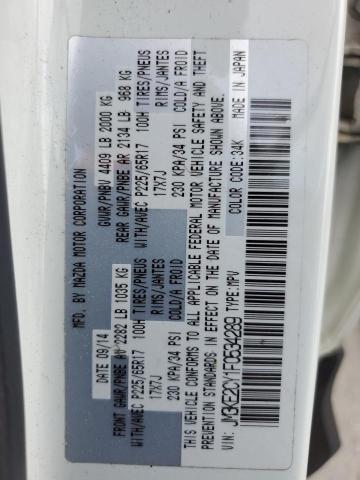 MFD. BY MAZDA MOTOR CORPORATION
DATE 09/14 GVWR/PNBV 4409 LB 2000 KG
FRONT GAWR/PNBE AV 2282 LB 1035 KG REAR GAWR/PNBE AR 2134 LB 968 KG
WITH/AVEC P225/65R17 100H TIRES/PNEUS WITH/AVEC P225/65R17 100H TIRES/PNEUS
17X7J RIMS/JANTES 17X7J RIMS/JANTES
230 KPA/34 PSI COLD/A FROID 230 KPA/34 PSI COLD/A FROID
THIS VEHICLE CONFORMS TO ALL APPLICABLE FEDERAL MOTOR VEHICLE SAFETY AND
THEFT PREVENTION STANDARDS IN EFFECT ON THE DATE OF MANUFACTURE SHOWN ABOVE.
MADE IN JAPAN
VIN: JM3KE2CY1F0534289 TYPE: MPV COLOR CODE: 34K